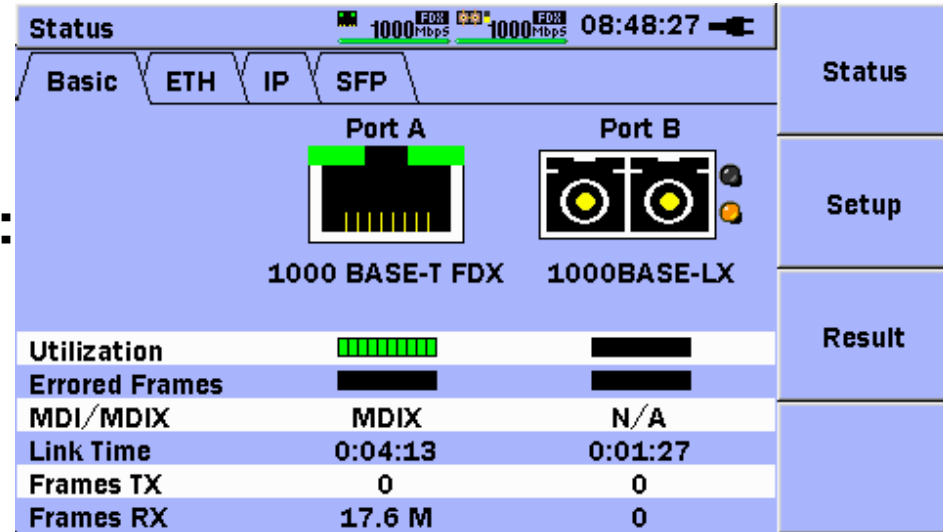 Status 1000 FDX Mbps 1000 FDX Mbps 08:48:27
Basic ETH IP SFP
Status
Port A Port B
Setup
1000 BASE-T FDX 1000BASE-LX
Result
Utilization
Errored Frames
MDI/MDIX MDIX N/A
Link Time 0:04:13 0:01:27
Frames TX 0 0
Frames RX 17.6 M 0